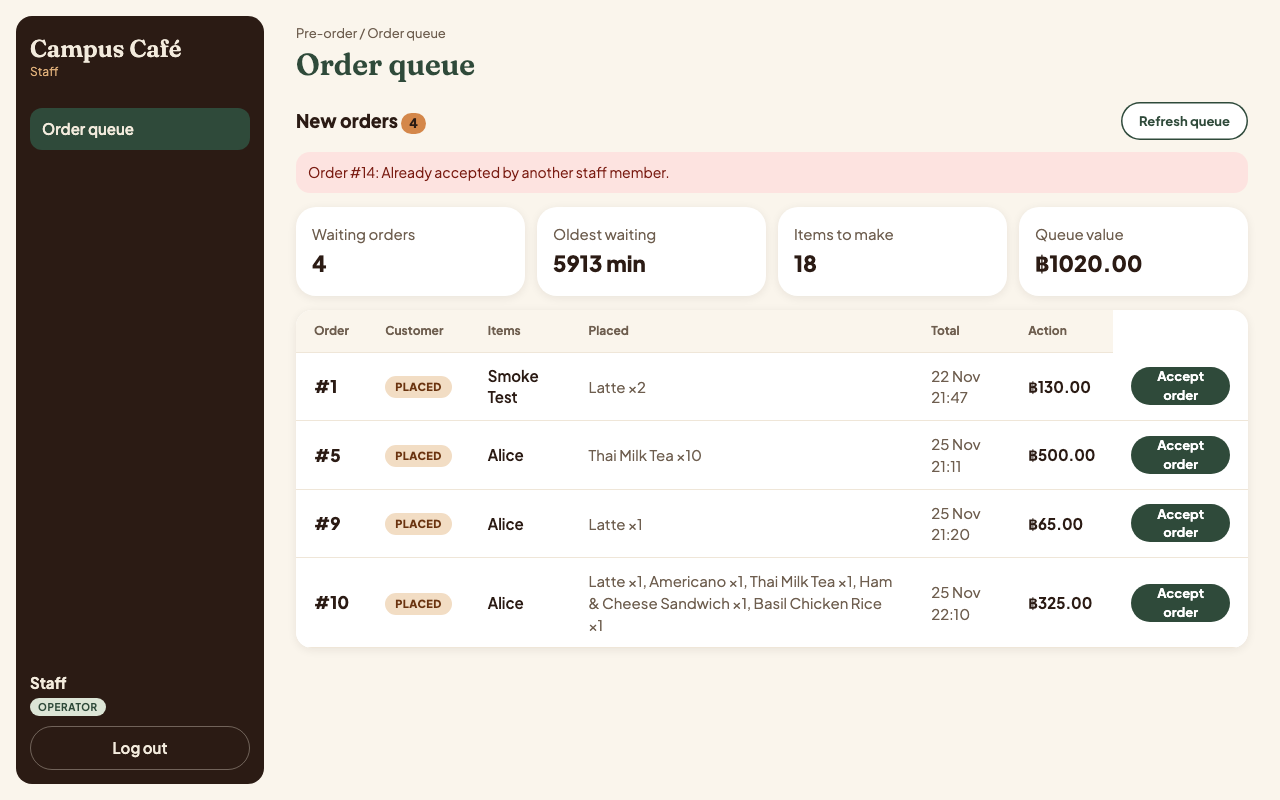 Campus Café
Staff
Order queue
Staff
OPERATOR
Log out
Pre-order / Order queue
Order queue
New orders 4
Refresh queue
Order #14: Already accepted by another staff member.
Waiting orders
4
Oldest waiting
5913 min
Items to make
18
Queue value
฿1020.00
Order Customer Items Placed Total Action
#1 PLACED Smoke Test Latte ×2 22 Nov 21:47 ฿130.00 Accept order
#5 PLACED Alice Thai Milk Tea ×10 25 Nov 21:11 ฿500.00 Accept order
#9 PLACED Alice Latte ×1 25 Nov 21:20 ฿65.00 Accept order
#10 PLACED Alice Latte ×1, Americano ×1, Thai Milk Tea ×1, Ham & Cheese Sandwich ×1, Basil Chicken Rice ×1 25 Nov 22:10 ฿325.00 Accept order